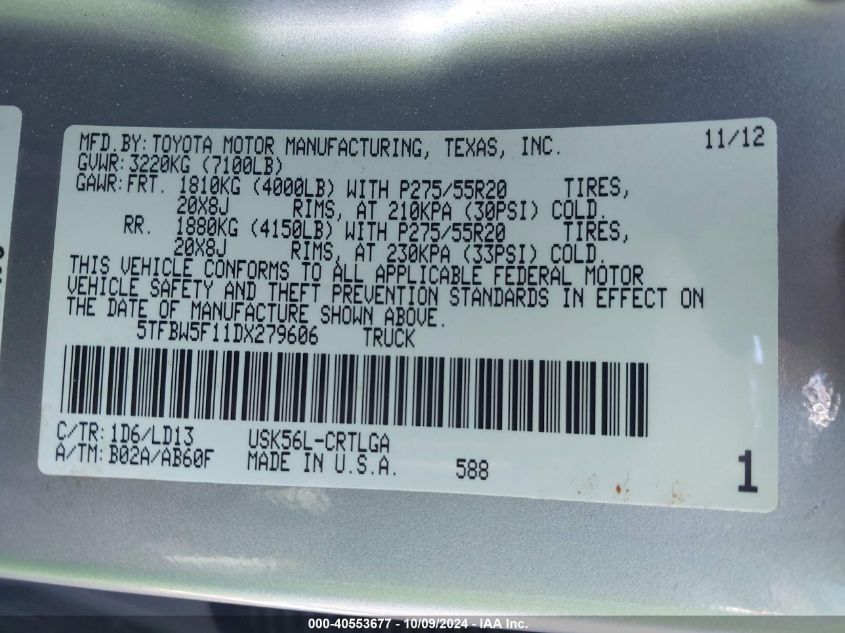 MFD.BY: TOYOTA MOTOR MANUFACTURING, TEXAS, INC. 11/12
GVWR: 3220KG (7100LB)
GAWR: FRT. 1810KG (4000LB) WITH P275/55R20 TIRES,
20X8J RIMS, AT 210KPA (30PSI) COLD.
RR. 1880KG (4150LB) WITH P275/55R20 TIRES,
20X8J RIMS, AT 230KPA (33PSI) COLD.
THIS VEHICLE CONFORMS TO ALL APPLICABLE FEDERAL MOTOR
VEHICLE SAFETY AND THEFT PREVENTION STANDARDS IN EFFECT ON
THE DATE OF MANUFACTURE SHOWN ABOVE.
5TFBW5F11DX279606 TRUCK
C/TR: 1D6/LD13 USK56L-CRTLGA
A/TM: B02A/AB60F MADE IN U.S.A. 588 1
000-40553677 - 10/09/2024 - IAA Inc.